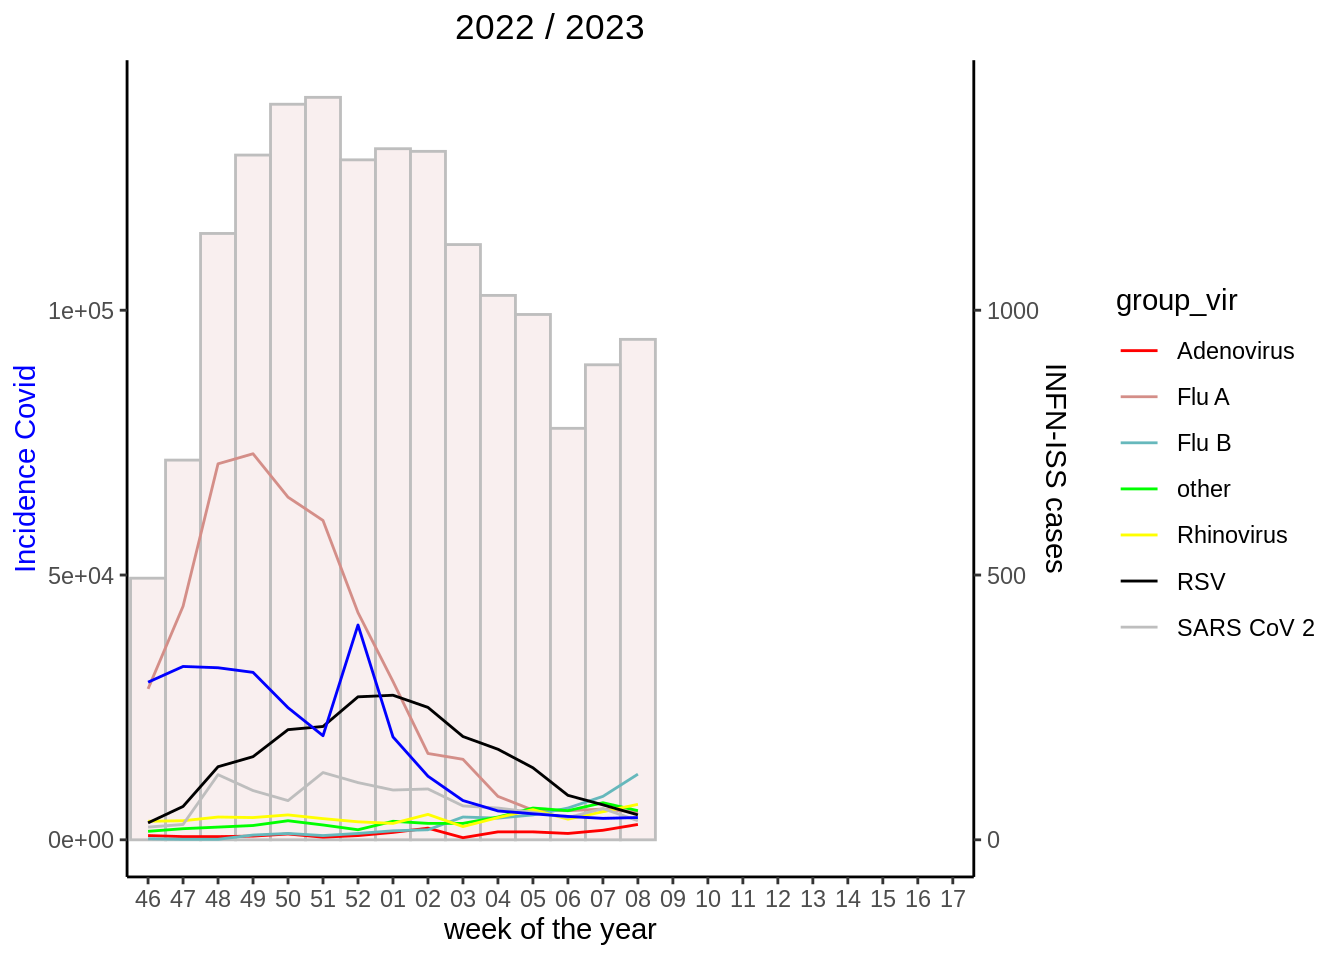 2022 / 2023
1e+05
5e+04
0e+00
Incidence Covid
1000
500
0
INFN-ISS cases
46 47 48 49 50 51 52 01 02 03 04 05 06 07 08 09 10 11 12 13 14 15 16 17
week of the year
group_vir
Adenovirus
Flu A
Flu B
other
Rhinovirus
RSV
SARS CoV 2